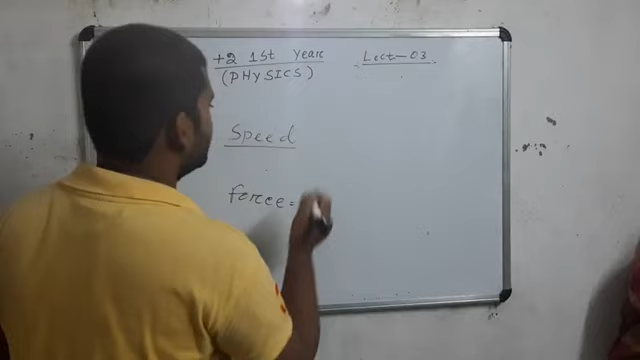 +2 1st Year
Lect-03
(PHYSICS)
Speed
Force=